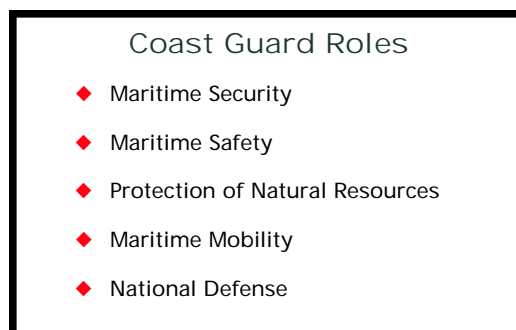 Coast Guard Roles
Maritime Security
Maritime Safety
Protection of Natural Resources
Maritime Mobility
National Defense